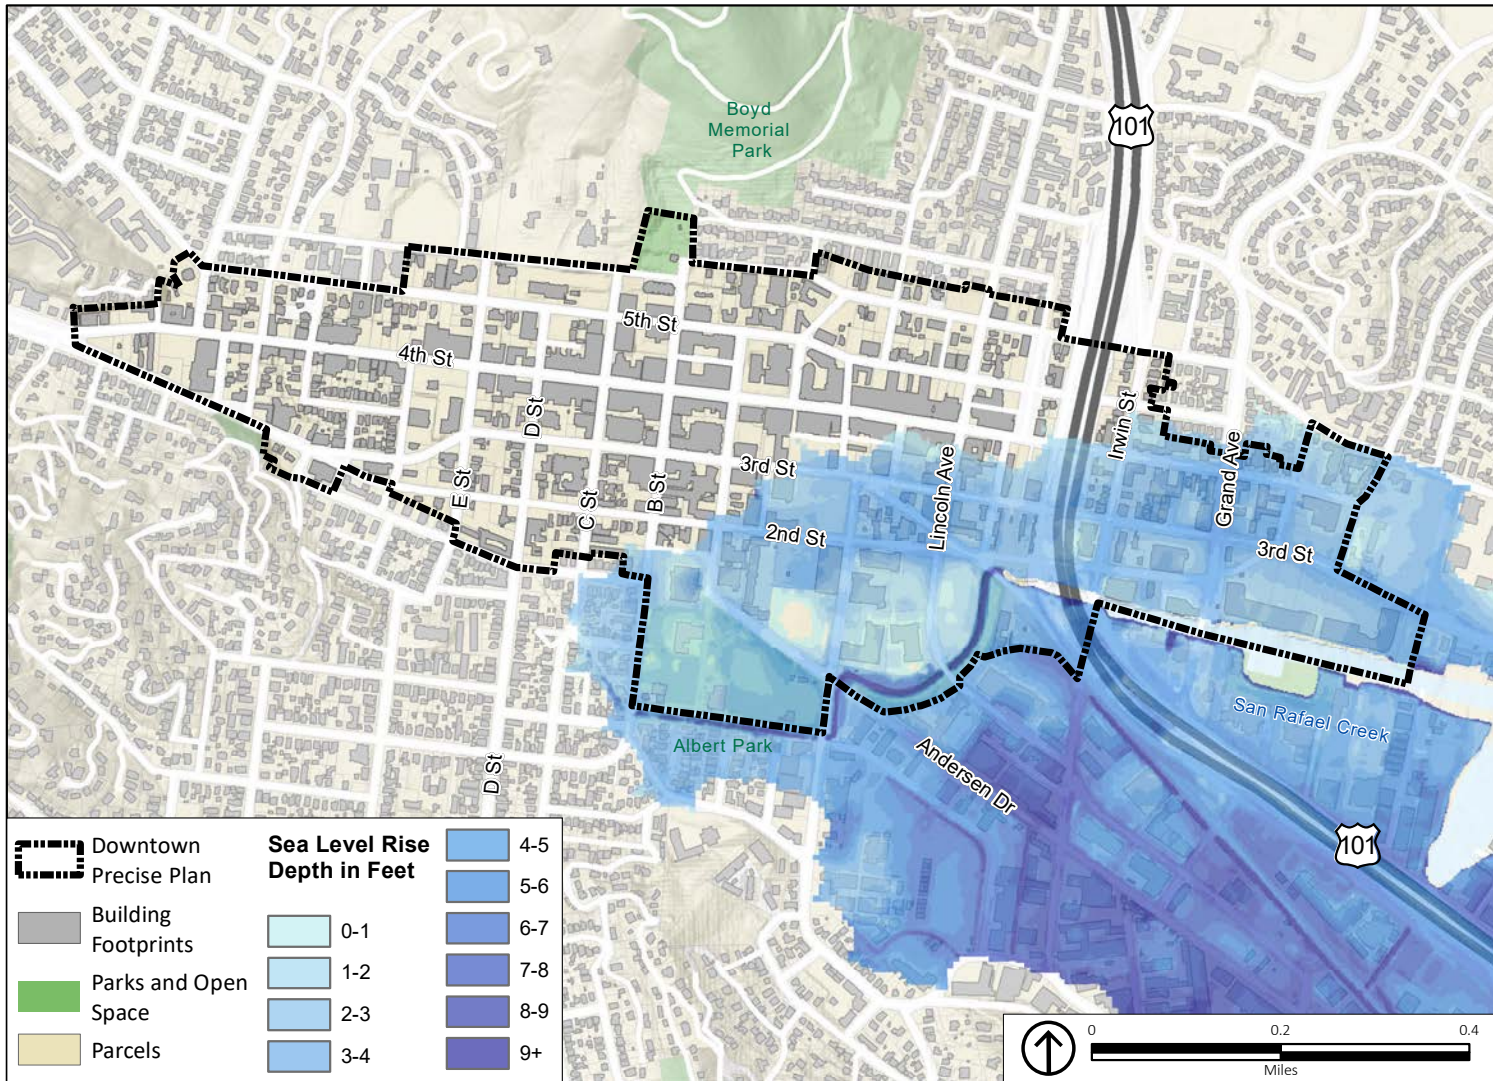 Boyd
Memorial
Park
101
5th St
4th St
D St
E St
C St
B St
3rd St
2nd St
Lincoln Ave
Irwin St
Grand Ave
3rd St
San Rafael Creek
Albert Park
Andersen Dr
D St
101
Downtown
Precise Plan
Building
Footprints
Parks and Open
Space
Parcels
Sea Level Rise
Depth in Feet
0-1
1-2
2-3
3-4
4-5
5-6
6-7
7-8
8-9
9+
0
0.2
0.4
Miles